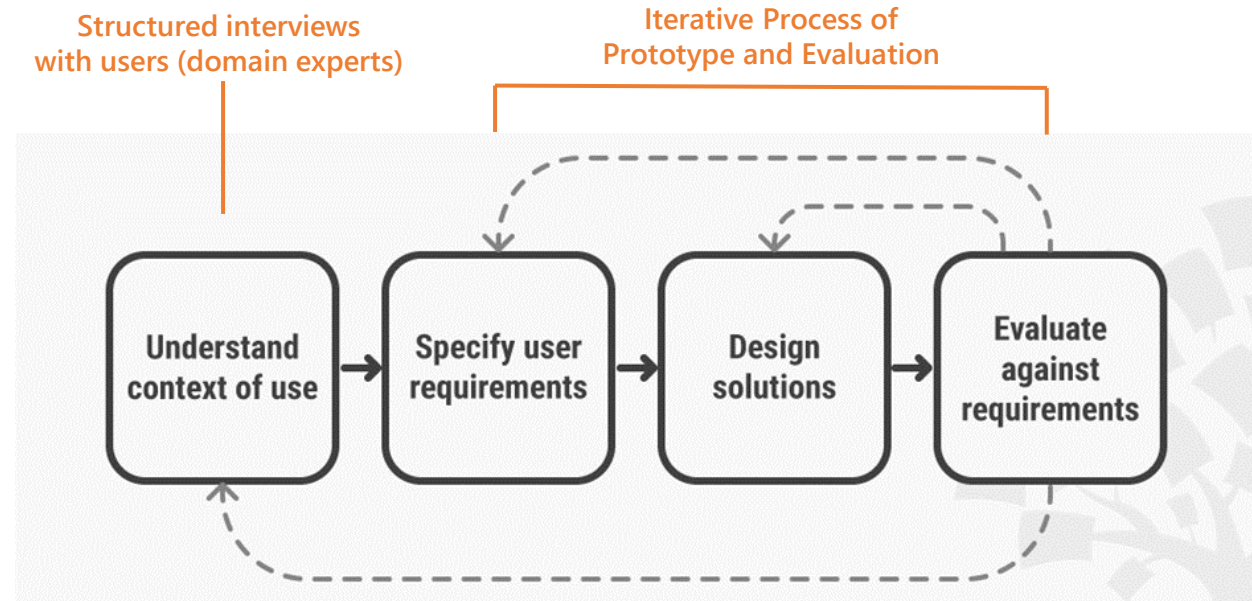 Structured interviews
with users (domain experts)
Iterative Process of
Prototype and Evaluation
Understand
context of use
Specify user
requirements
Design
solutions
Evaluate
against
requirements